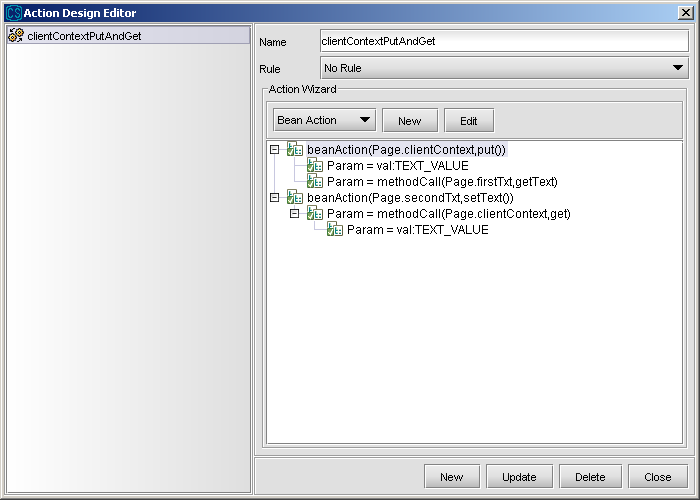 CS Action Design Editor
clientContextPutAndGet
Name clientContextPutAndGet
Rule No Rule
Action Wizard
Bean Action New Edit
beanAction(Page.clientContext,put())
Param = val:TEXT_VALUE
Param = methodCall(Page.firstTxt,getText)
beanAction(Page.secondTxt,setText())
Param = methodCall(Page.clientContext,get)
Param = val:TEXT_VALUE
New Update Delete Close